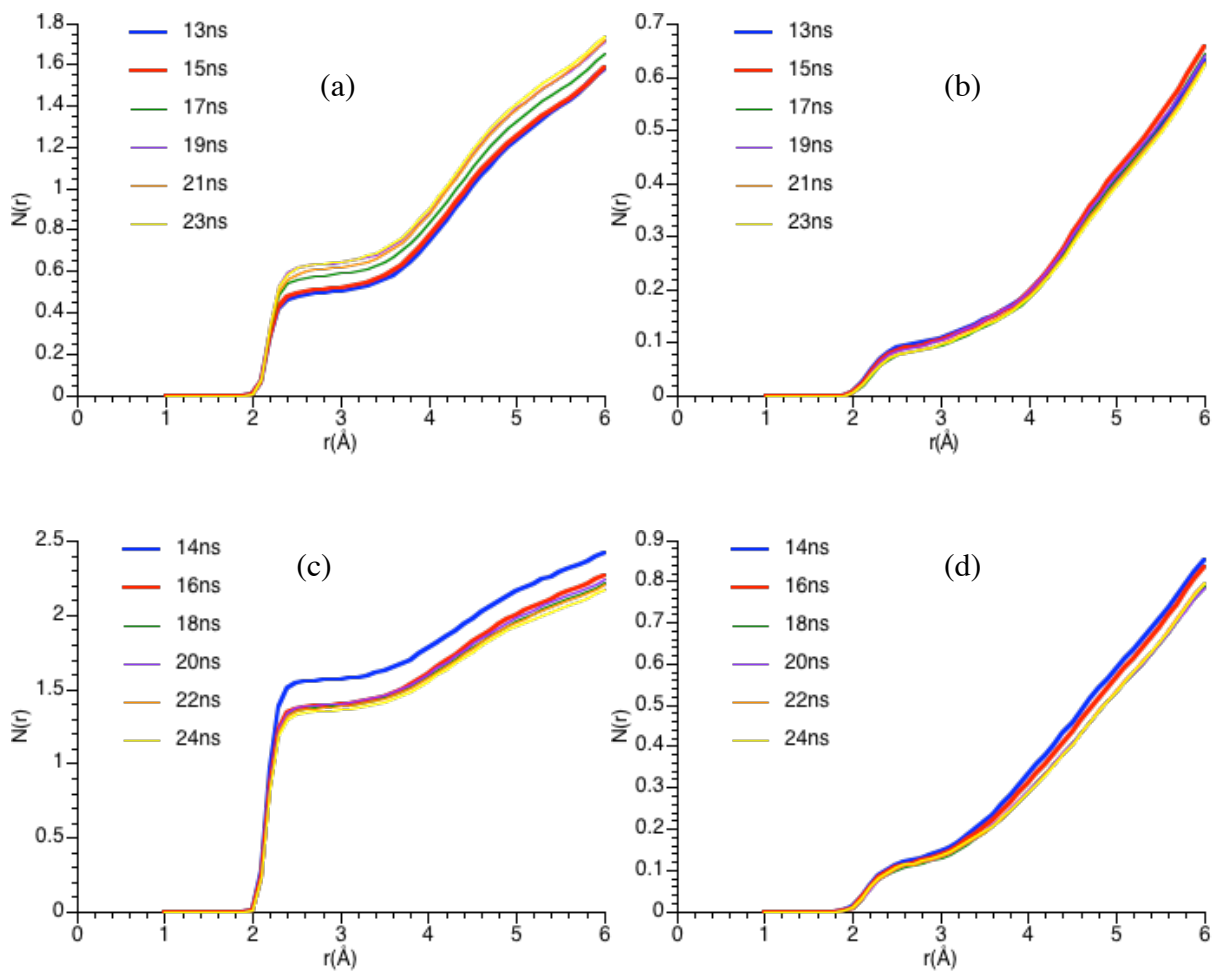 1.8
1.6
1.4
1.2
1
0.8
0.6
0.4
0.2
0
N(r)
13ns
15ns
17ns
19ns
21ns
23ns
(a)
0 1 2 3 4 5 6
r(Å)
0.7
0.6
0.5
0.4
0.3
0.2
0.1
0
N(r)
13ns
15ns
17ns
19ns
21ns
23ns
(b)
0 1 2 3 4 5 6
r(Å)
2.5
2
1.5
1
0.5
0
N(r)
14ns
16ns
18ns
20ns
22ns
24ns
(c)
0 1 2 3 4 5 6
r(Å)
0.9
0.8
0.7
0.6
0.5
0.4
0.3
0.2
0.1
0
N(r)
14ns
16ns
18ns
20ns
22ns
24ns
(d)
0 1 2 3 4 5 6
r(Å)